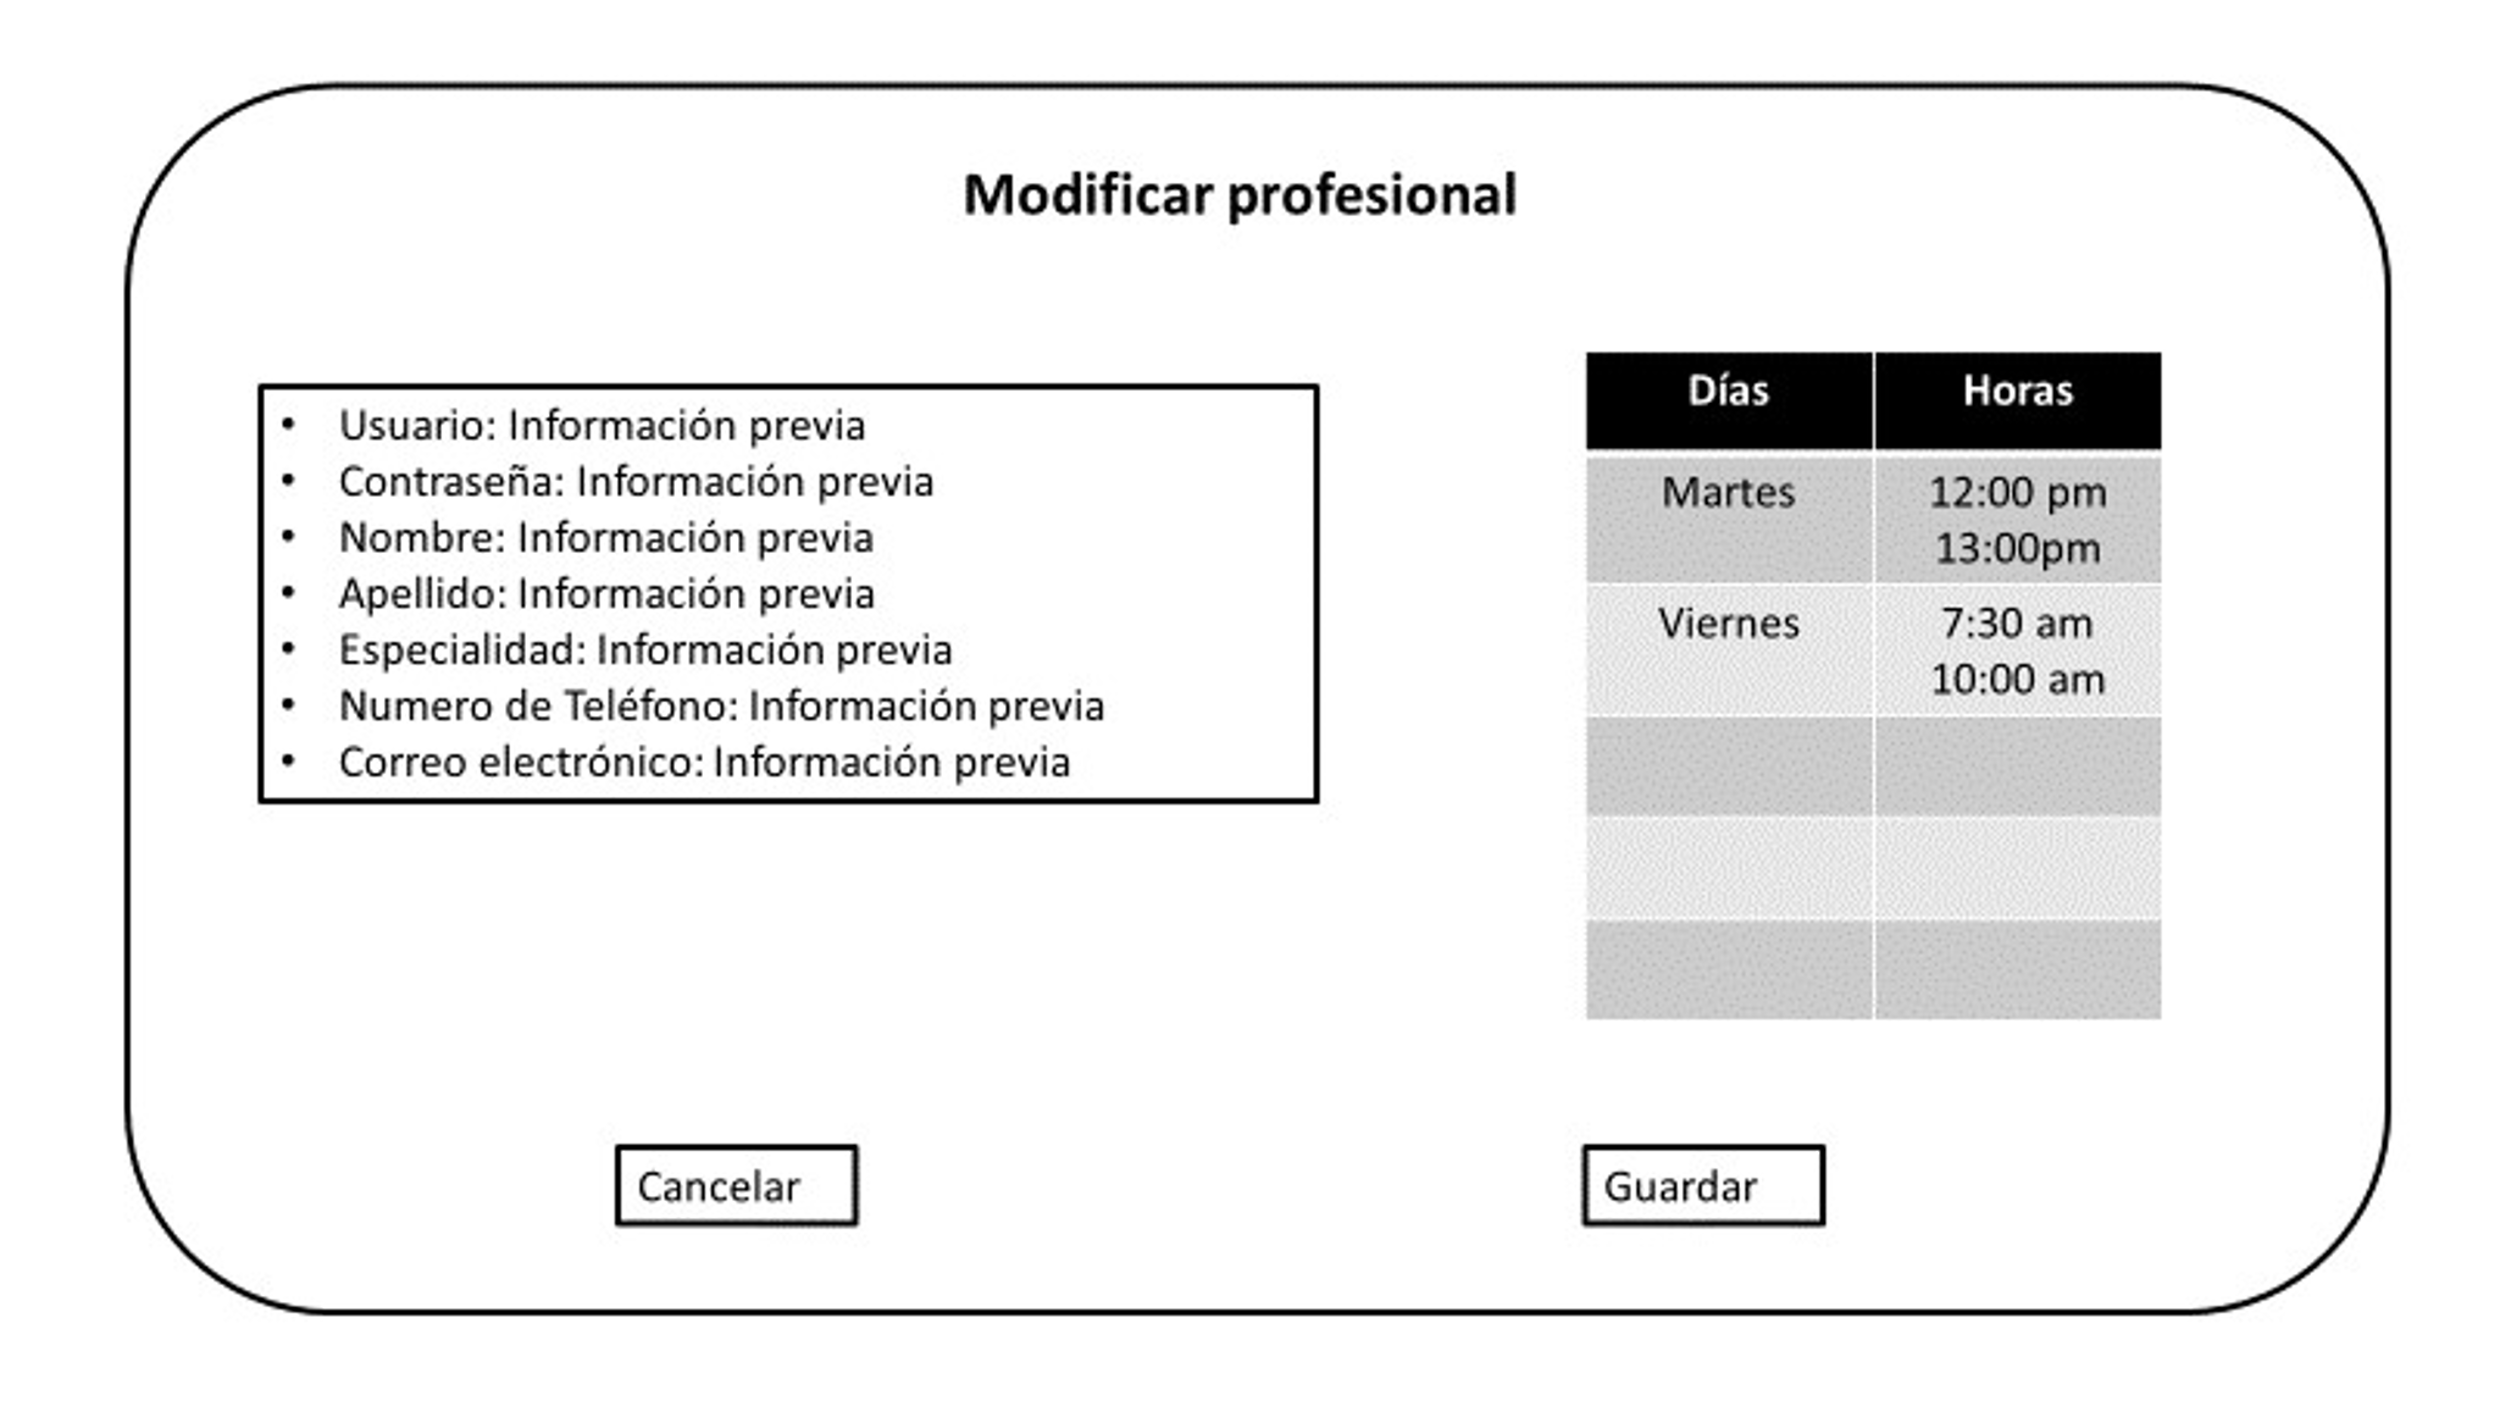 Modificar profesional
• Usuario: Información previa
• Contraseña: Información previa
• Nombre: Información previa
• Apellido: Información previa
• Especialidad: Información previa
• Numero de Teléfono: Información previa
• Correo electrónico: Información previa
Días Horas
Martes 12:00 pm
13:00pm
Viernes 7:30 am
10:00 am
Cancelar
Guardar